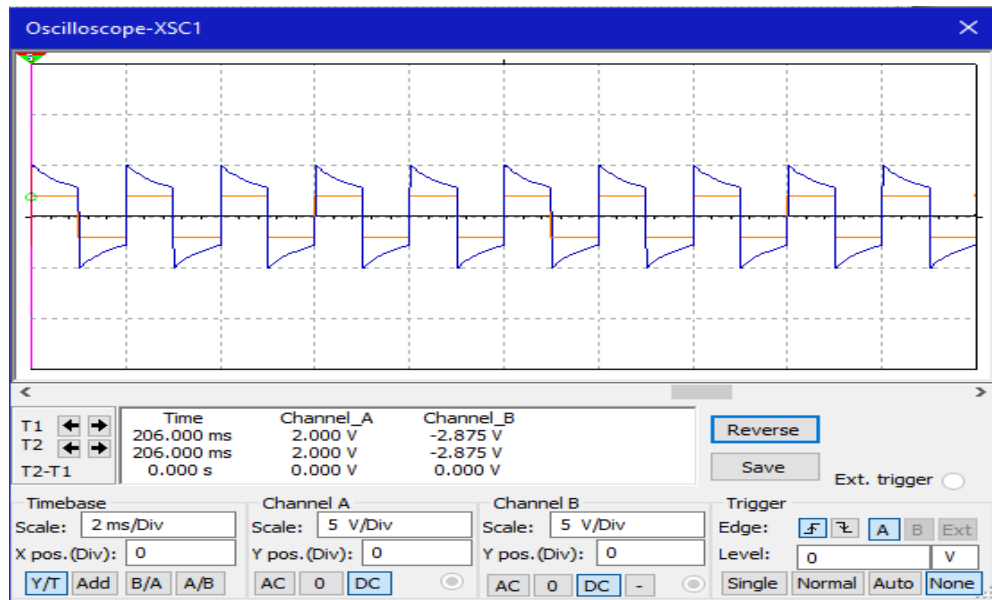 Oscilloscope-XSC1
Time Channel_A Channel_B
T1 206.000 ms 2.000 V -2.875 V
T2 206.000 ms 2.000 V -2.875 V
T2-T1 0.000 s 0.000 V 0.000 V
Reverse
Save
Ext. trigger
Timebase
Scale: 2 ms/Div
X pos.(Div): 0
Y/T Add B/A A/B
Channel A
Scale: 5 V/Div
Y pos.(Div): 0
AC 0 DC
Channel B
Scale: 5 V/Div
Y pos.(Div): 0
AC 0 DC -
Trigger
Edge: A B Ext
Level: 0 V
Single Normal Auto None